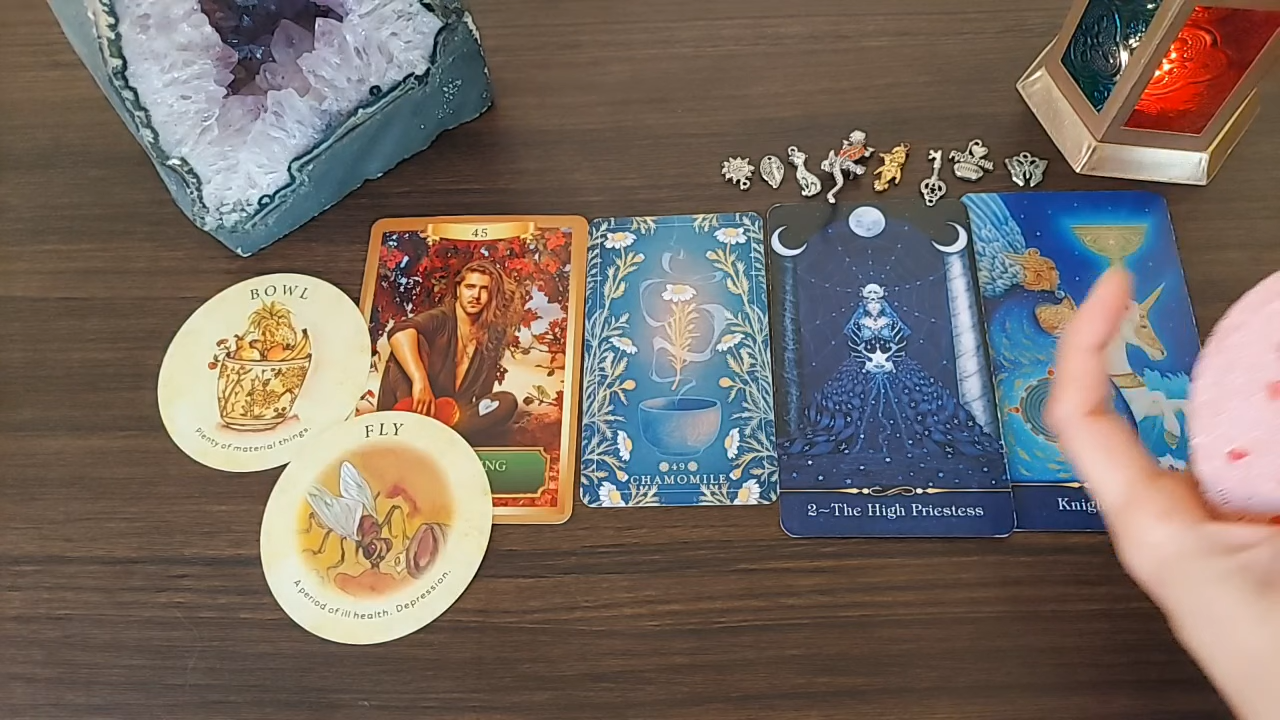 BOWL
Plenty of material things.
FLY
A period of ill health. Depression.
45
49
CHAMOMILE
2~The High Priestess